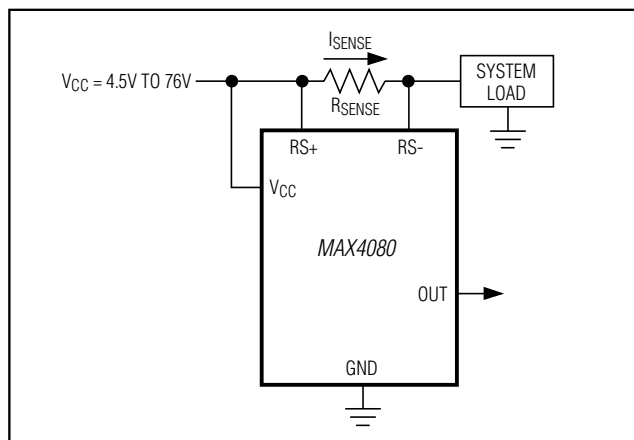 ISENSE
VCC = 4.5V TO 76V
RSENSE
SYSTEM
LOAD
RS+
RS-
VCC
MAX4080
OUT
GND